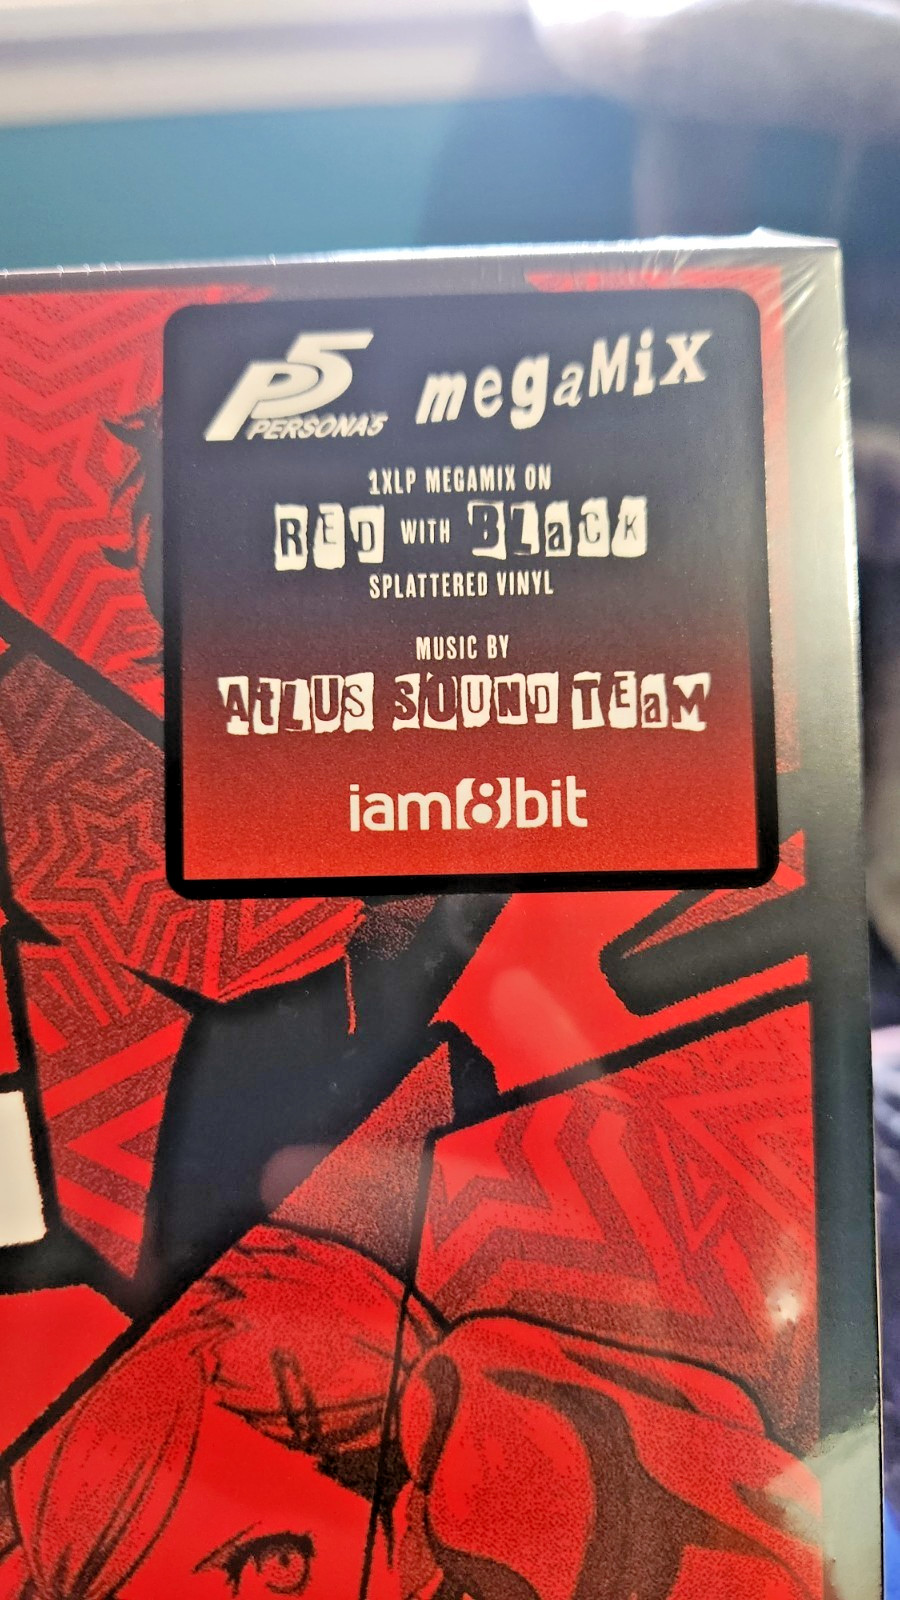 P5 megaMiX
PERSONA5
1XLP MEGAMIX ON
RED WITH BLaCK
SPLATTERED VINYL
MUSIC BY
AtLUS SOUND TEaM
iam8bit